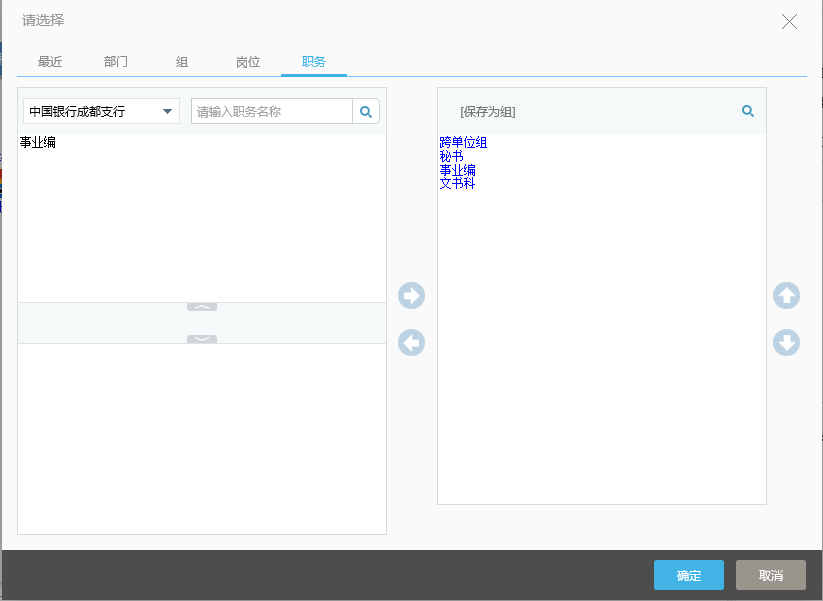 请选择
最近 部门 组 岗位 职务
中国银行成都支行 请输入职务名称
[保存为组]
事业编
跨单位组
秘书
事业编
文书科
确定 取消